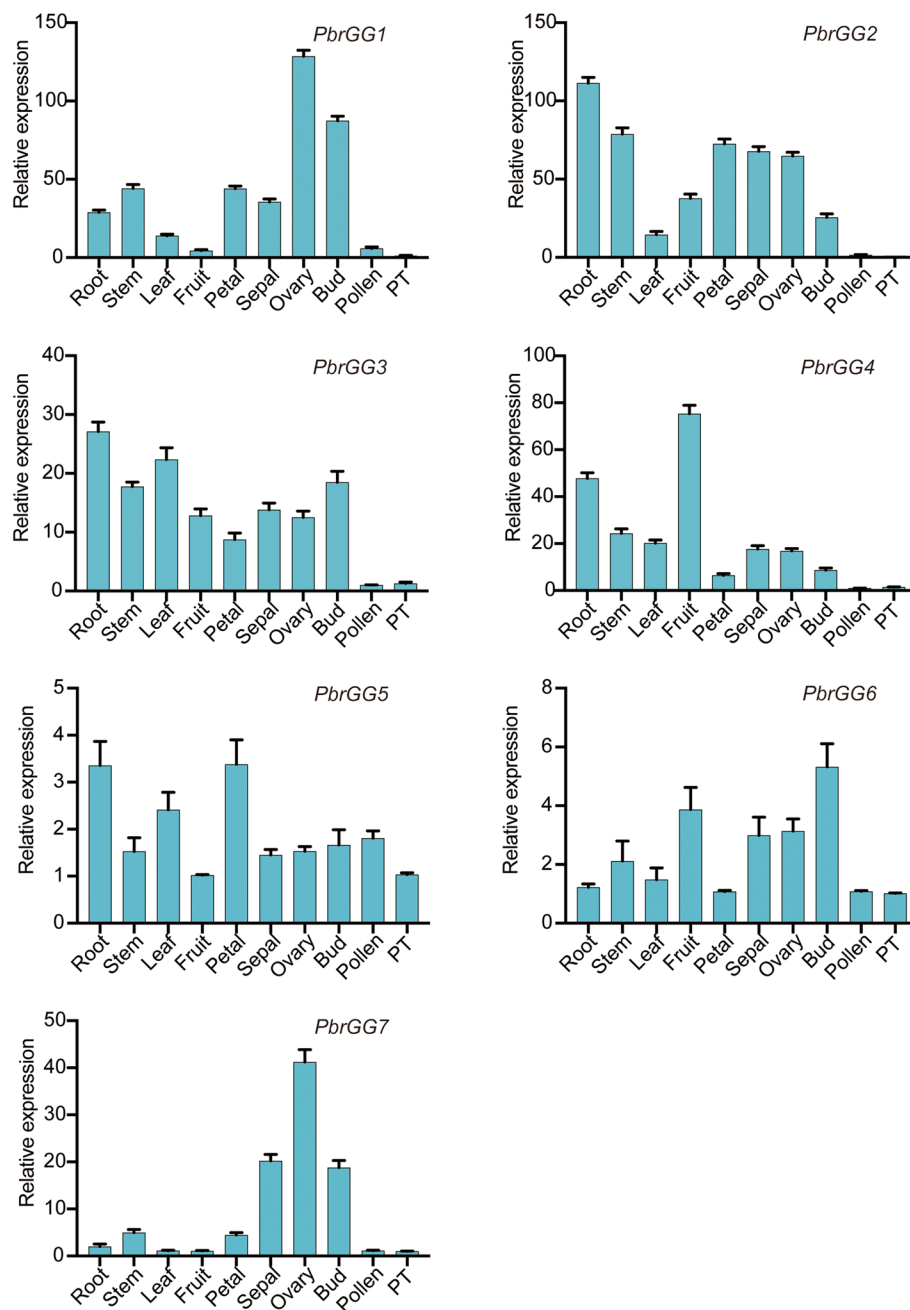 PbrGG1
Relative expression
150
100
50
0
Root Stem Leaf Fruit Petal Sepal Ovary Bud Pollen PT
PbrGG2
Relative expression
150
100
50
0
Root Stem Leaf Fruit Petal Sepal Ovary Bud Pollen PT
PbrGG3
Relative expression
40
30
20
10
0
Root Stem Leaf Fruit Petal Sepal Ovary Bud Pollen PT
PbrGG4
Relative expression
100
80
60
40
20
0
Root Stem Leaf Fruit Petal Sepal Ovary Bud Pollen PT
PbrGG5
Relative expression
5
4
3
2
1
0
Root Stem Leaf Fruit Petal Sepal Ovary Bud Pollen PT
PbrGG6
Relative expression
8
6
4
2
0
Root Stem Leaf Fruit Petal Sepal Ovary Bud Pollen PT
PbrGG7
Relative expression
50
40
30
20
10
0
Root Stem Leaf Fruit Petal Sepal Ovary Bud Pollen PT